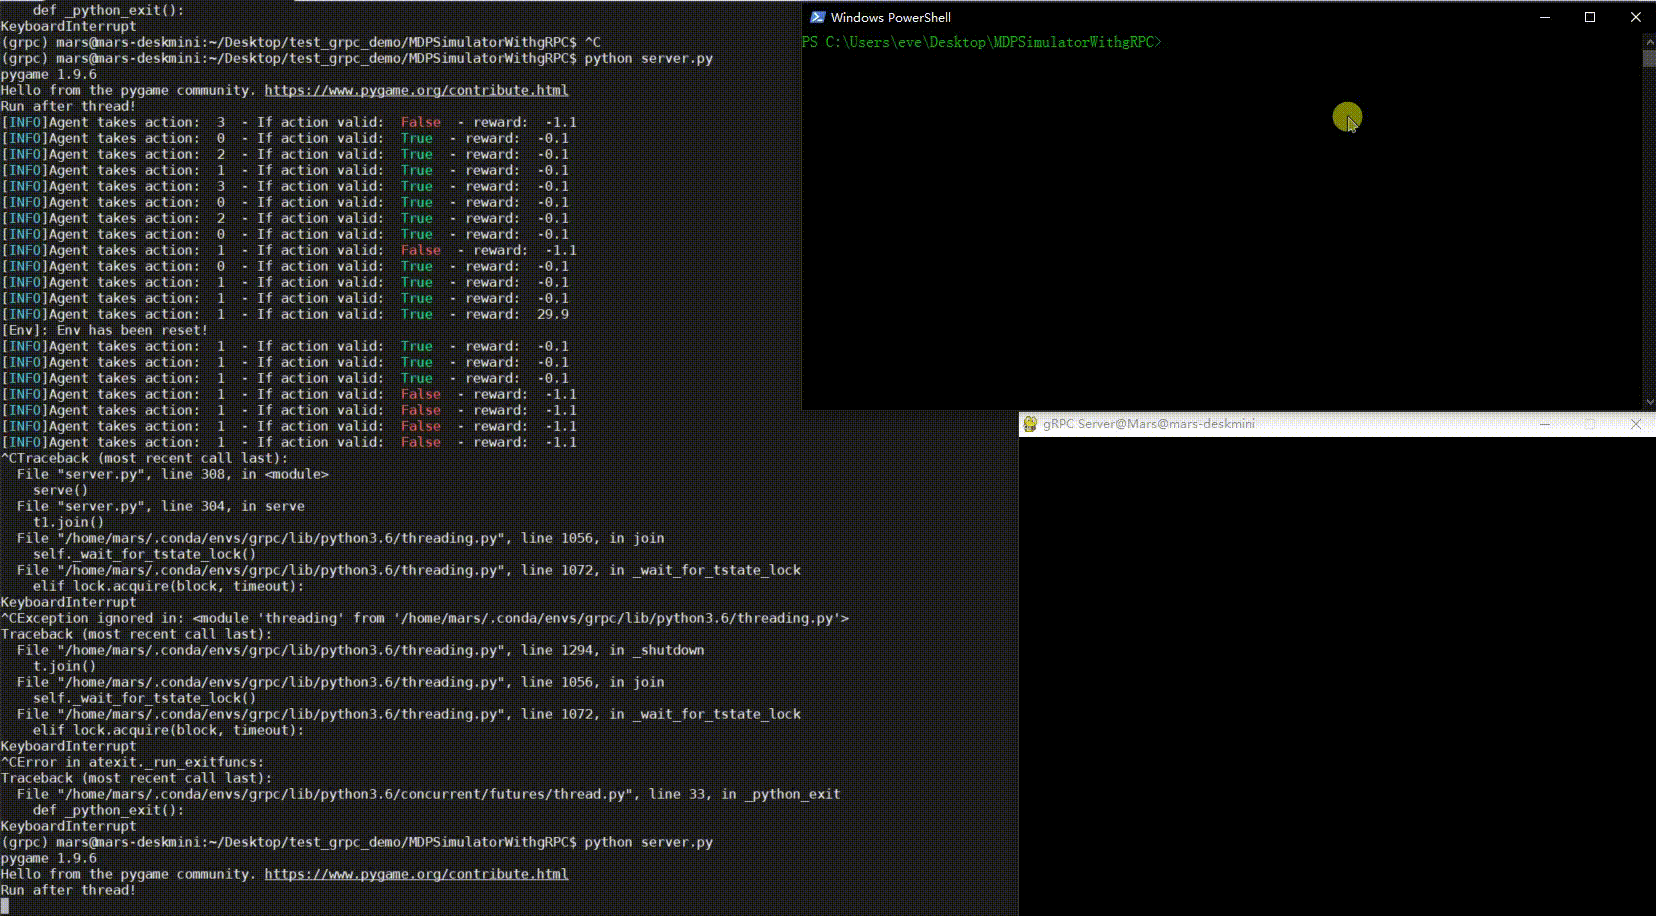 def _python_exit():
KeyboardInterrupt
(grpc) mars@mars-deskmini:~/Desktop/test_grpc_demo/MDPSimulatorWithgRPC$ ^C
(grpc) mars@mars-deskmini:~/Desktop/test_grpc_demo/MDPSimulatorWithgRPC$ python server.py
pygame 1.9.6
Hello from the pygame community. https://www.pygame.org/contribute.html
Run after thread!
[INFO]Agent takes action:  3  - If action valid:  False  - reward:  -1.1
[INFO]Agent takes action:  0  - If action valid:  True  - reward:  -0.1
[INFO]Agent takes action:  2  - If action valid:  True  - reward:  -0.1
[INFO]Agent takes action:  1  - If action valid:  True  - reward:  -0.1
[INFO]Agent takes action:  3  - If action valid:  True  - reward:  -0.1
[INFO]Agent takes action:  0  - If action valid:  True  - reward:  -0.1
[INFO]Agent takes action:  2  - If action valid:  True  - reward:  -0.1
[INFO]Agent takes action:  0  - If action valid:  True  - reward:  -0.1
[INFO]Agent takes action:  1  - If action valid:  False  - reward:  -1.1
[INFO]Agent takes action:  0  - If action valid:  True  - reward:  -0.1
[INFO]Agent takes action:  1  - If action valid:  True  - reward:  -0.1
[INFO]Agent takes action:  1  - If action valid:  True  - reward:  -0.1
[INFO]Agent takes action:  1  - If action valid:  True  - reward:  29.9
[Env]: Env has been reset!
[INFO]Agent takes action:  1  - If action valid:  True  - reward:  -0.1
[INFO]Agent takes action:  1  - If action valid:  True  - reward:  -0.1
[INFO]Agent takes action:  1  - If action valid:  True  - reward:  -0.1
[INFO]Agent takes action:  1  - If action valid:  False  - reward:  -1.1
[INFO]Agent takes action:  1  - If action valid:  False  - reward:  -1.1
[INFO]Agent takes action:  1  - If action valid:  False  - reward:  -1.1
[INFO]Agent takes action:  1  - If action valid:  False  - reward:  -1.1
^CTraceback (most recent call last):
File "server.py", line 308, in <module>
serve()
File "server.py", line 304, in serve
t1.join()
File "/home/mars/.conda/envs/grpc/lib/python3.6/threading.py", line 1056, in join
self._wait_for_tstate_lock()
File "/home/mars/.conda/envs/grpc/lib/python3.6/threading.py", line 1072, in _wait_for_tstate_lock
elif lock.acquire(block, timeout):
KeyboardInterrupt
^CException ignored in: <module 'threading' from '/home/mars/.conda/envs/grpc/lib/python3.6/threading.py'>
Traceback (most recent call last):
File "/home/mars/.conda/envs/grpc/lib/python3.6/threading.py", line 1294, in _shutdown
t.join()
File "/home/mars/.conda/envs/grpc/lib/python3.6/threading.py", line 1056, in join
self._wait_for_tstate_lock()
File "/home/mars/.conda/envs/grpc/lib/python3.6/threading.py", line 1072, in _wait_for_tstate_lock
elif lock.acquire(block, timeout):
KeyboardInterrupt
^CError in atexit._run_exitfuncs:
Traceback (most recent call last):
File "/home/mars/.conda/envs/grpc/lib/python3.6/concurrent/futures/thread.py", line 33, in _python_exit
def _python_exit():
KeyboardInterrupt
(grpc) mars@mars-deskmini:~/Desktop/test_grpc_demo/MDPSimulatorWithgRPC$ python server.py
pygame 1.9.6
Hello from the pygame community. https://www.pygame.org/contribute.html
Run after thread!
Windows PowerShell
PS C:\Users\eve\Desktop\MDPSimulatorWithgRPC>
gRPC Server@Mars@mars-deskmini